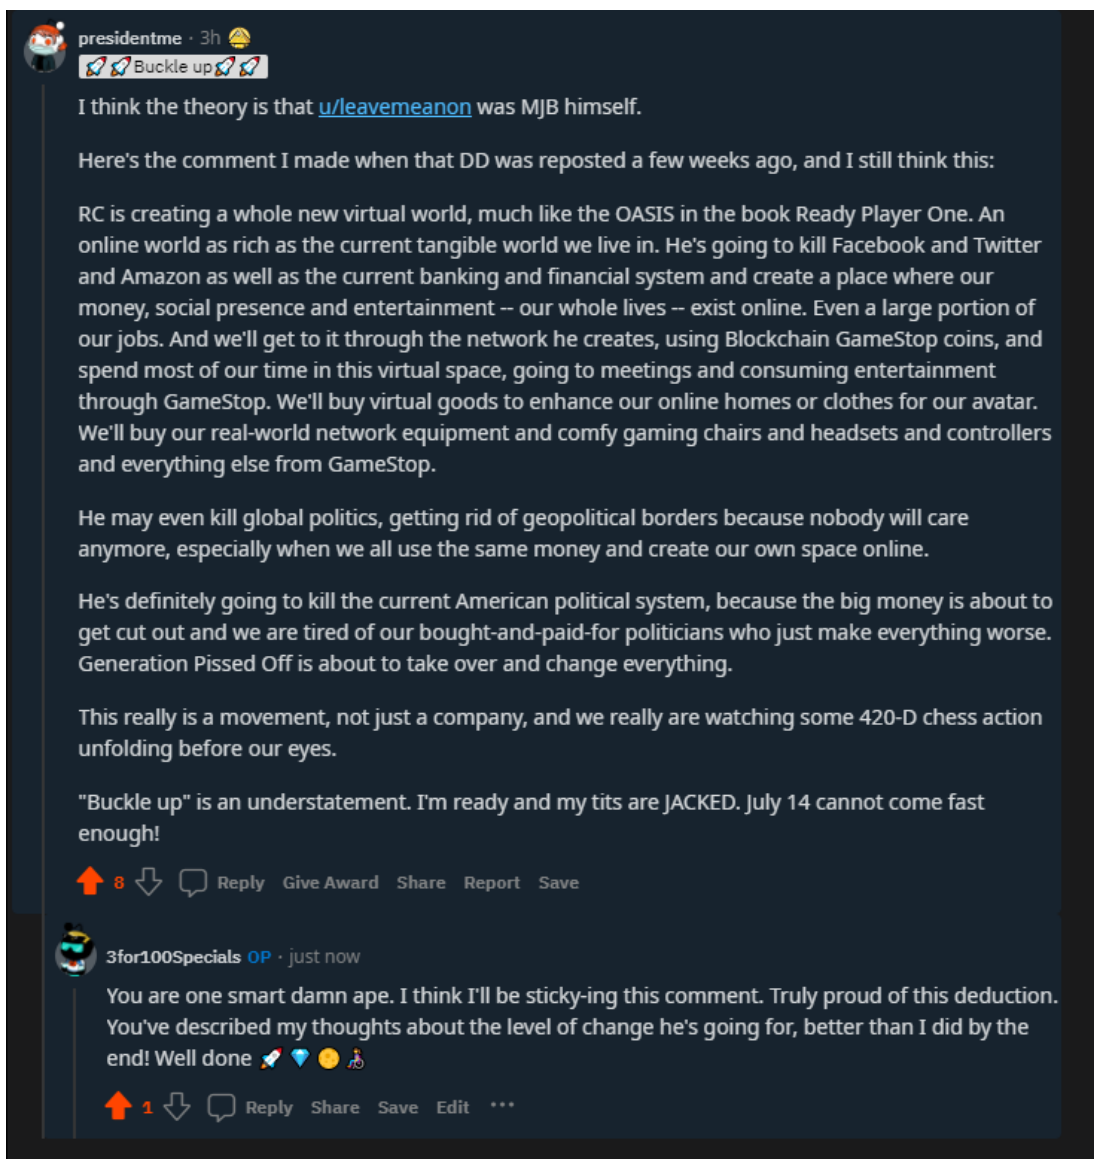 presidentme · 3h
🚀🚀Buckle up🚀🚀
I think the theory is that u/leavemeanon was MJB himself.
Here's the comment I made when that DD was reposted a few weeks ago, and I still think this:
RC is creating a whole new virtual world, much like the OASIS in the book Ready Player One. An
online world as rich as the current tangible world we live in. He's going to kill Facebook and Twitter
and Amazon as well as the current banking and financial system and create a place where our
money, social presence and entertainment -- our whole lives -- exist online. Even a large portion of
our jobs. And we'll get to it through the network he creates, using Blockchain GameStop coins, and
spend most of our time in this virtual space, going to meetings and consuming entertainment
through GameStop. We'll buy virtual goods to enhance our online homes or clothes for our avatar.
We'll buy our real-world network equipment and comfy gaming chairs and headsets and controllers
and everything else from GameStop.
He may even kill global politics, getting rid of geopolitical borders because nobody will care
anymore, especially when we all use the same money and create our own space online.
He's definitely going to kill the current American political system, because the big money is about to
get cut out and we are tired of our bought-and-paid-for politicians who just make everything worse.
Generation Pissed Off is about to take over and change everything.
This really is a movement, not just a company, and we really are watching some 420-D chess action
unfolding before our eyes.
"Buckle up" is an understatement. I'm ready and my tits are JACKED. July 14 cannot come fast
enough!
8 Reply Give Award Share Report Save
3for100Specials OP · just now
You are one smart damn ape. I think I'll be sticky-ing this comment. Truly proud of this deduction.
You've described my thoughts about the level of change he's going for, better than I did by the
end! Well done 🚀 💎 🌕 👩‍🦽
1 Reply Share Save Edit ···